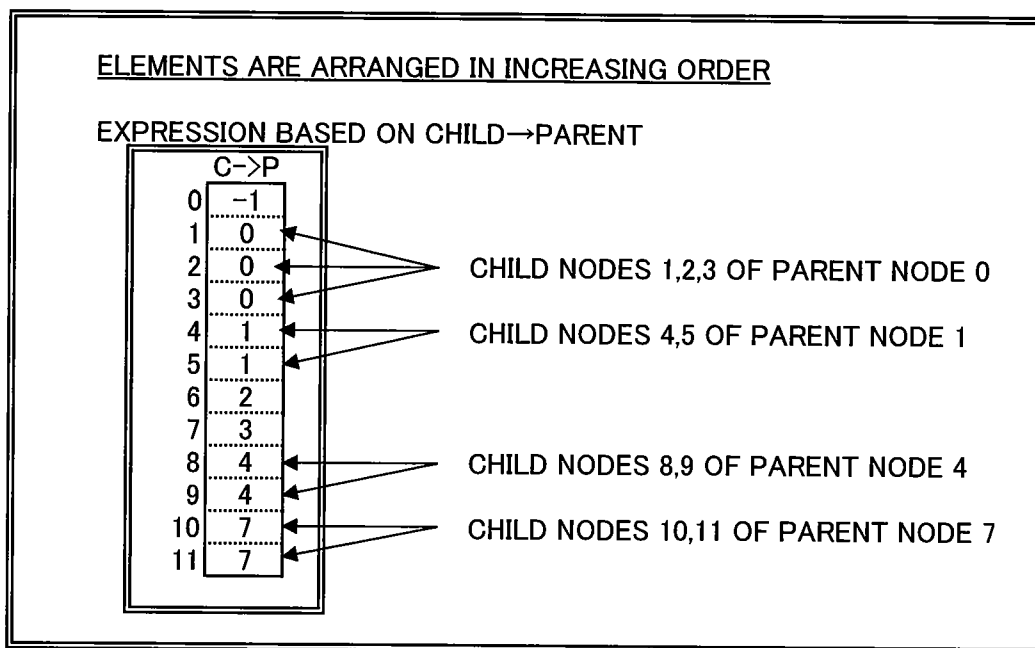 ELEMENTS ARE ARRANGED IN INCREASING ORDER
EXPRESSION BASED ON CHILD→PARENT
C->P
0 -1
1 0
2 0 CHILD NODES 1,2,3 OF PARENT NODE 0
3 0
4 1 CHILD NODES 4,5 OF PARENT NODE 1
5 1
6 2
7 3
8 4 CHILD NODES 8,9 OF PARENT NODE 4
9 4
10 7 CHILD NODES 10,11 OF PARENT NODE 7
11 7